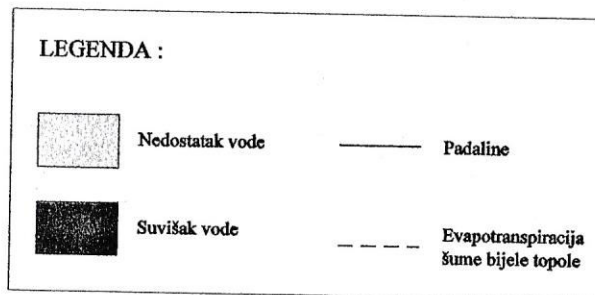 LEGENDA :
Nedostatak vode
Padaline
Suvišak vode
Evapotranspiracija
šume bijele topole